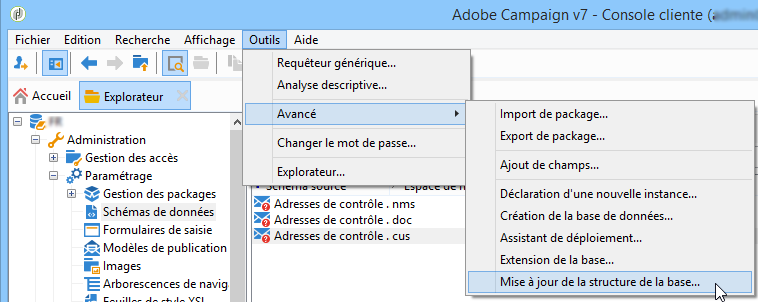 Adobe Campaign v7 - Console cliente (
Fichier Edition Recherche Affichage Outils Aide
Accueil
Explorateur
Administration
Gestion des accès
Paramétrage
Gestion des packages
Schémas de données
Formulaires de saisie
Modèles de publication
Images
Arborescences de navig
Feuilles de style XSL
Requêteur générique...
Analyse descriptive...
Avancé
Changer le mot de passe...
Explorateur...
Schéma source
Espace de
Adresses de contrôle . nms
Adresses de contrôle . doc
Adresses de contrôle . cus
Import de package...
Export de package...
Ajout de champs...
Déclaration d'une nouvelle instance...
Création de la base de données...
Assistant de déploiement...
Extension de la base...
Mise à jour de la structure de la base...